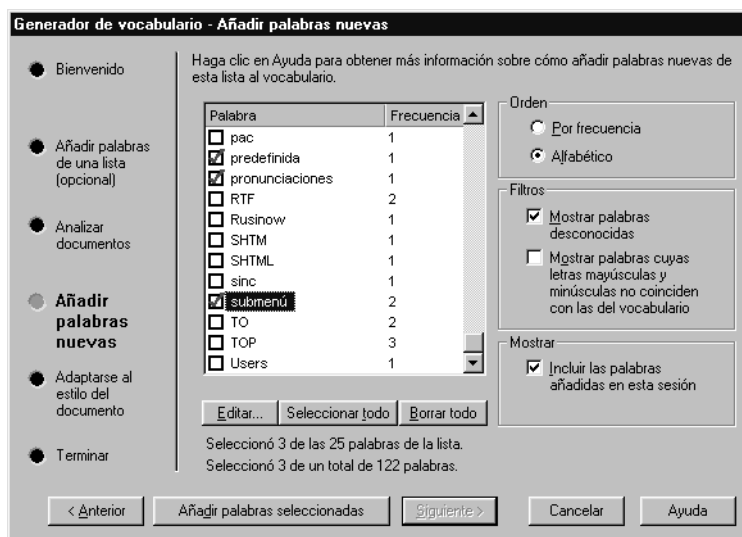 Generador de vocabulario - Añadir palabras nuevas
Bienvenido
Añadir palabras
de una lista
(opcional)
Analizar
documentos
Añadir
palabras
nuevas
Adaptarse al
estilo del
documento
Terminar
Haga clic en Ayuda para obtener más información sobre cómo añadir palabras nuevas de
esta lista al vocabulario.
Palabra Frecuencia
pac 1
predefinida 1
pronunciaciones 1
RTF 2
Rusinow 1
SHTM 1
SHTML 1
sinc 1
submenú 2
TO 2
TOP 3
Users 1
Editar... Seleccionar todo Borrar todo
Seleccionó 3 de las 25 palabras de la lista.
Seleccionó 3 de un total de 122 palabras.
Orden
Por frecuencia
Alfabético
Filtros
Mostrar palabras
desconocidas
Mostrar palabras cuyas
letras mayúsculas y
minúsculas no coinciden
con las del vocabulario
Mostrar
Incluir las palabras
añadidas en esta sesión
< Anterior Añadir palabras seleccionadas Siguiente > Cancelar Ayuda